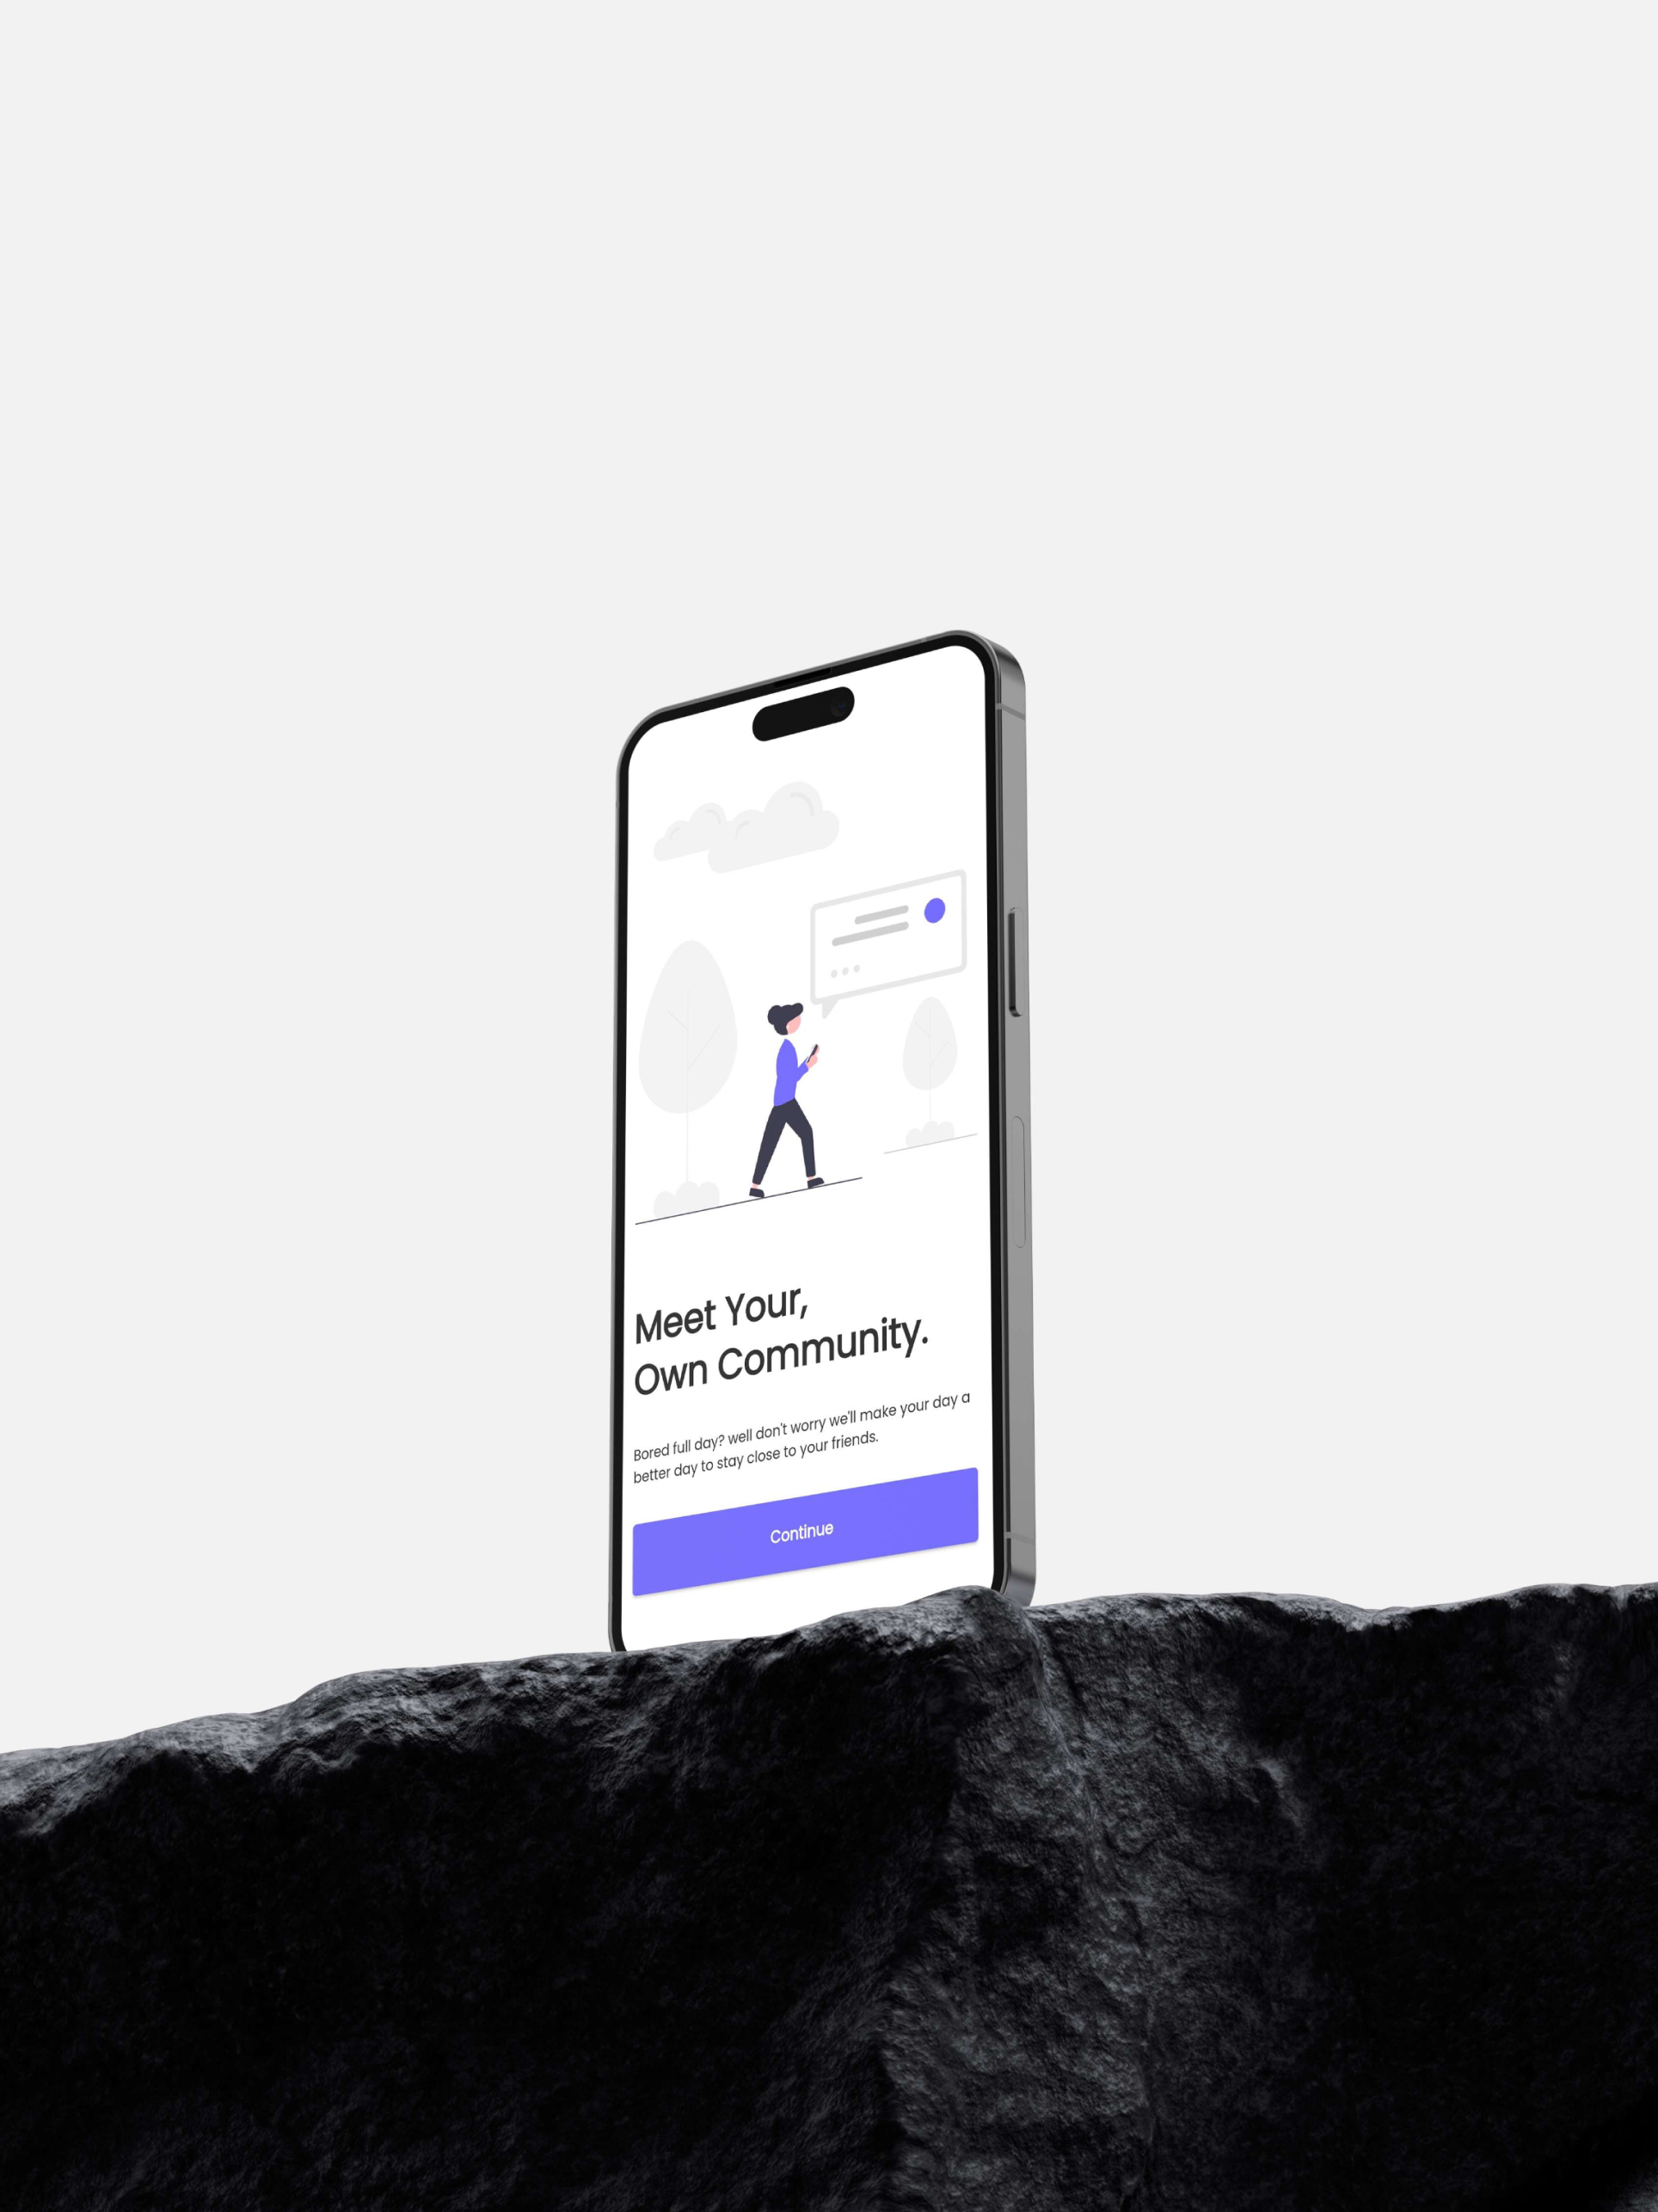 Meet Your,
Own Community.
Bored full day? well don't worry we'll make your day a
better day to stay close to your friends.
Continue